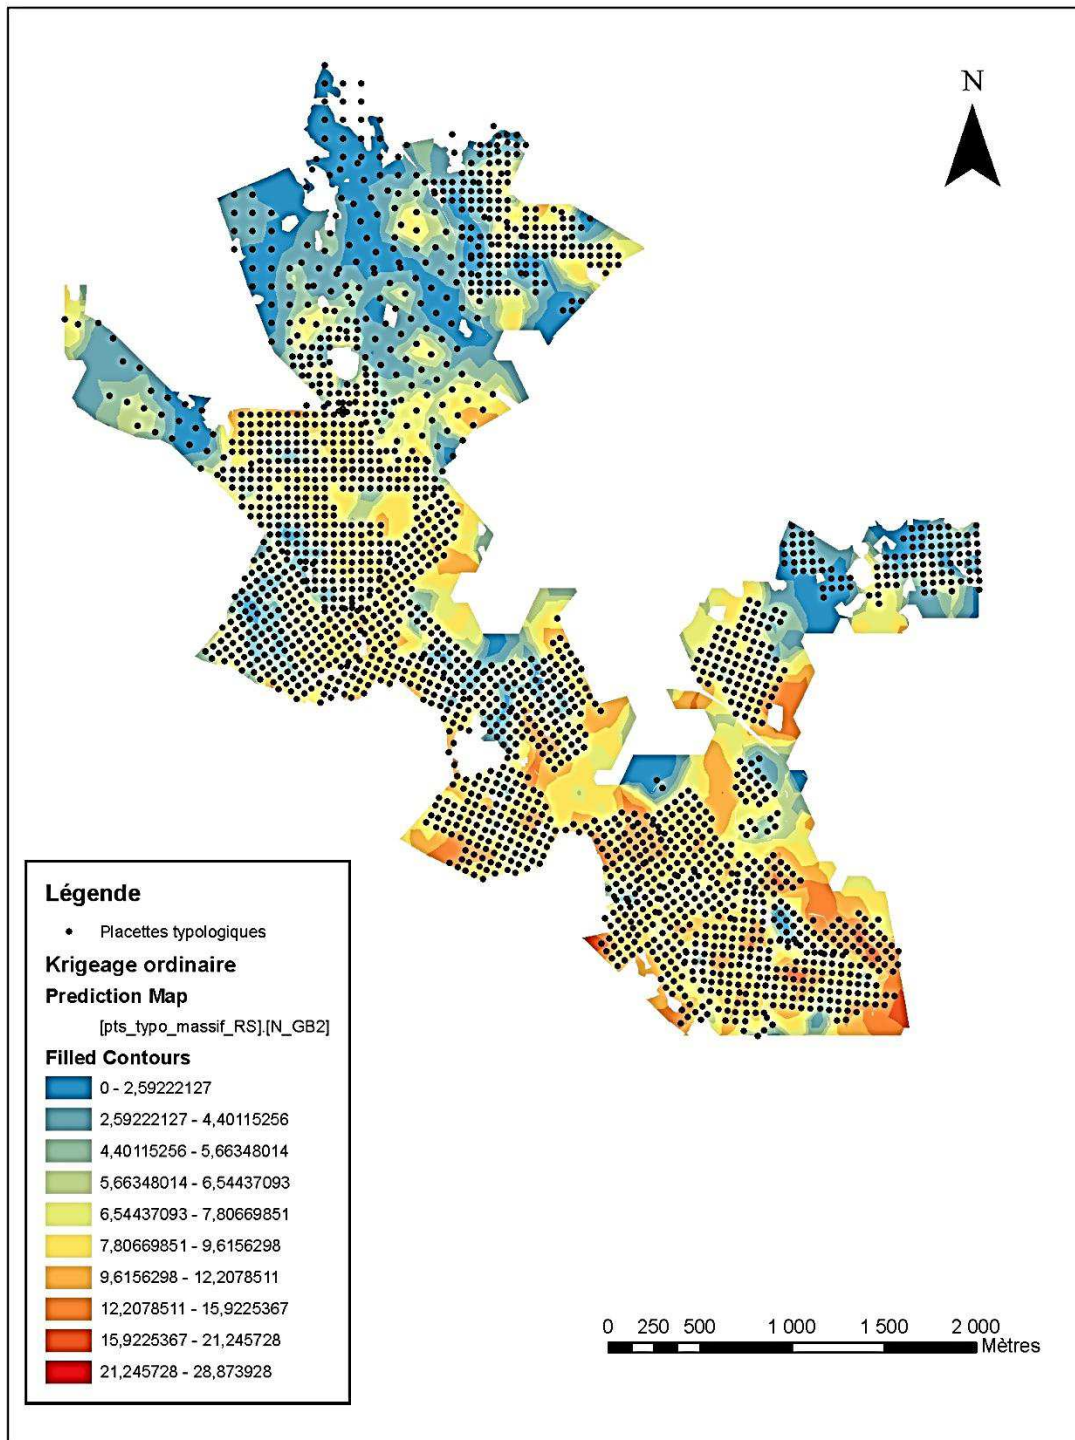 N
Légende
Placettes typologiques
Krigeage ordinaire
Prediction Map
[pts_typo_massif_RS].[N_GB2]
Filled Contours
0 - 2,59222127
2,59222127 - 4,40115256
4,40115256 - 5,66348014
5,66348014 - 6,54437093
6,54437093 - 7,80669851
7,80669851 - 9,6156298
9,6156298 - 12,2078511
12,2078511 - 15,9225367
15,9225367 - 21,245728
21,245728 - 28,873928
0 250 500 1 000 1 500 2 000
Mètres